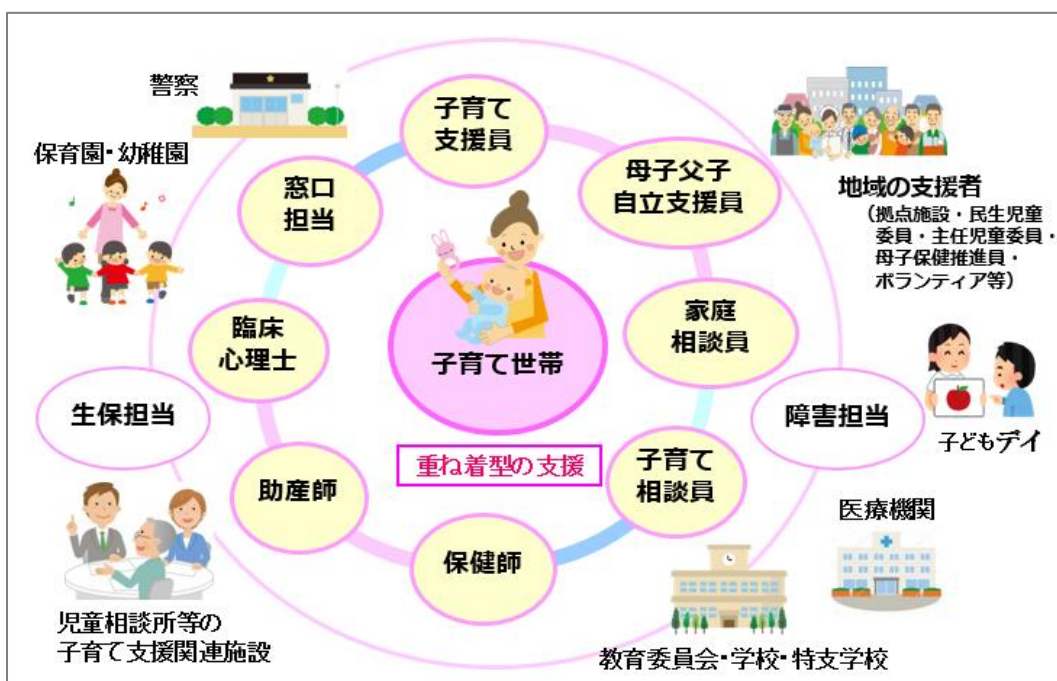 警察
保育園・幼稚園
子育て
支援員
母子父子
自立支援員
窓口
担当
地域の支援者
（拠点施設・民生児童
委員・主任児童委員・
母子保健推進員・
ボランティア等）
臨床
心理士
子育て世帯
家庭
相談員
生保担当
障害担当
子どもデイ
重ね着型の支援
子育て
相談員
助産師
保健師
医療機関
児童相談所等の
子育て支援関連施設
教育委員会・学校・特支学校